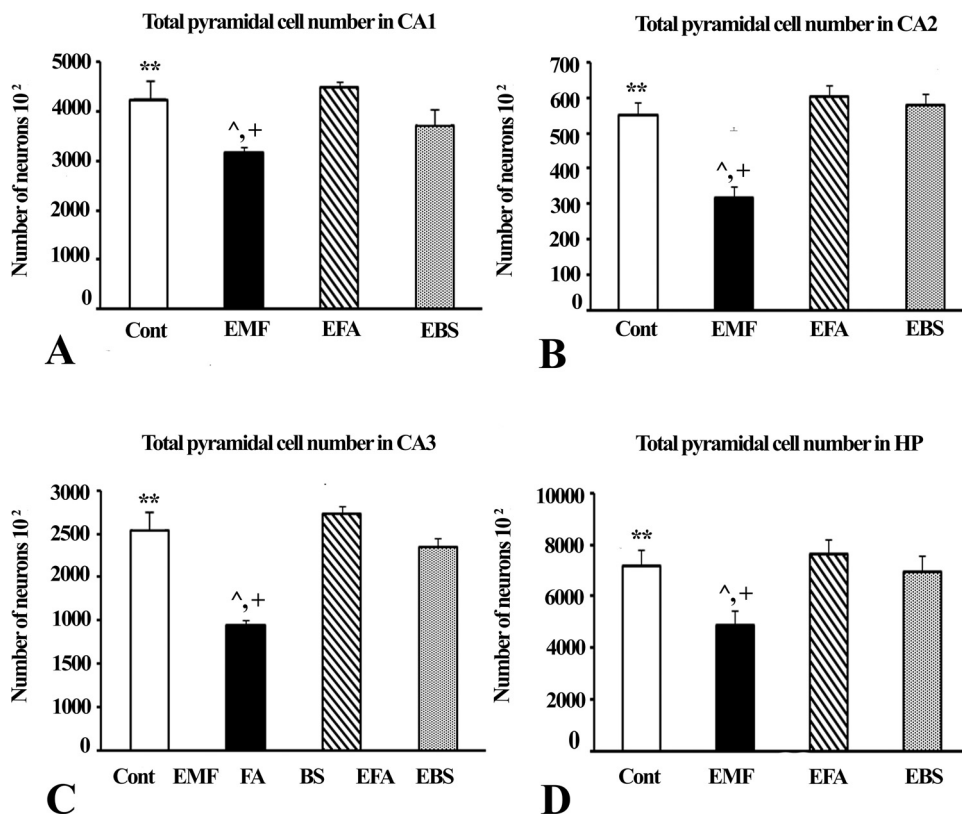 Total pyramidal cell number in CA1
Number of neurons 10²
5000
4000
3000
4000
1000
0
**
^,+
Cont EMF EFA EBS
A
Total pyramidal cell number in CA2
Number of neurons 10²
700
600
500
400
300
200
100
0
**
^,+
Cont EMF EFA EBS
B
Total pyramidal cell number in CA3
Number of neurons 10²
3000
2500
2000
1000
1500
1000
0
**
^,+
Cont EMF FA BS EFA EBS
C
Total pyramidal cell number in HP
Number of neurons 10²
10000
8000
6000
4000
2000
0
**
^,+
Cont EMF EFA EBS
D